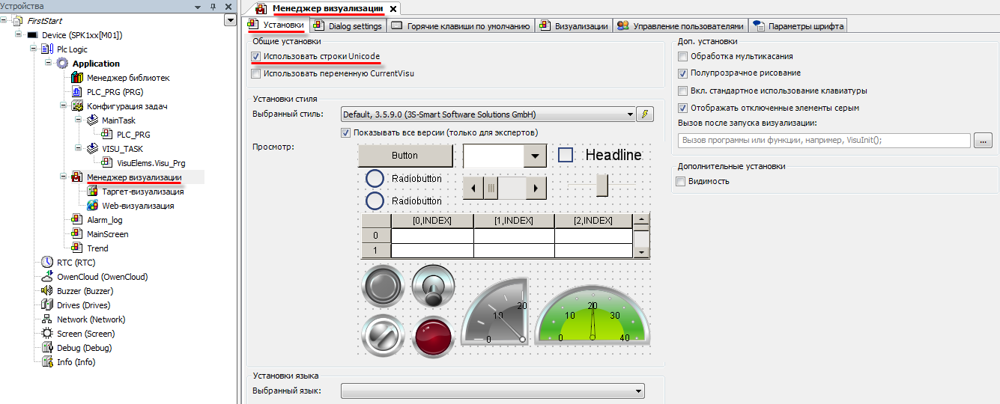 Устройства
FirstStart
Device (SPK1xx[M01])
Plc Logic
Application
Менеджер библиотек
PLC_PRG (PRG)
Конфигурация задач
MainTask
PLC_PRG
VISU_TASK
VisuElems.Visu_Prg
Менеджер визуализации
Таргет-визуализация
Web-визуализация
Alarm_log
MainScreen
Trend
RTC (RTC)
OwenCloud (OwenCloud)
Buzzer (Buzzer)
Drives (Drives)
Network (Network)
Screen (Screen)
Debug (Debug)
Info (Info)
Менеджер визуализации
Установки Dialog settings Горячие клавиши по умолчанию Визуализации Управление пользователями Параметры шрифта
Общие установки
Использовать строки Unicode
Использовать переменную CurrentVisu
Установки стиля
Выбранный стиль: Default, 3.5.9.0 (3S-Smart Software Solutions GmbH)
Показывать все версии (только для экспертов)
Просмотр:
Button Headline
Radiobutton
Radiobutton
[0,INDEX] [1,INDEX] [2,INDEX]
0
1
0 10 20
0 10 20 30 40
Установки языка
Выбранный язык:
Доп. установки
Обработка мультикасания
Полупрозрачное рисование
Вкл. стандартное использование клавиатуры
Отображать отключенные элементы серым
Вызов после запуска визуализации:
Вызов программы или функции, например, VisuInit(); ...
Дополнительные установки
Видимость